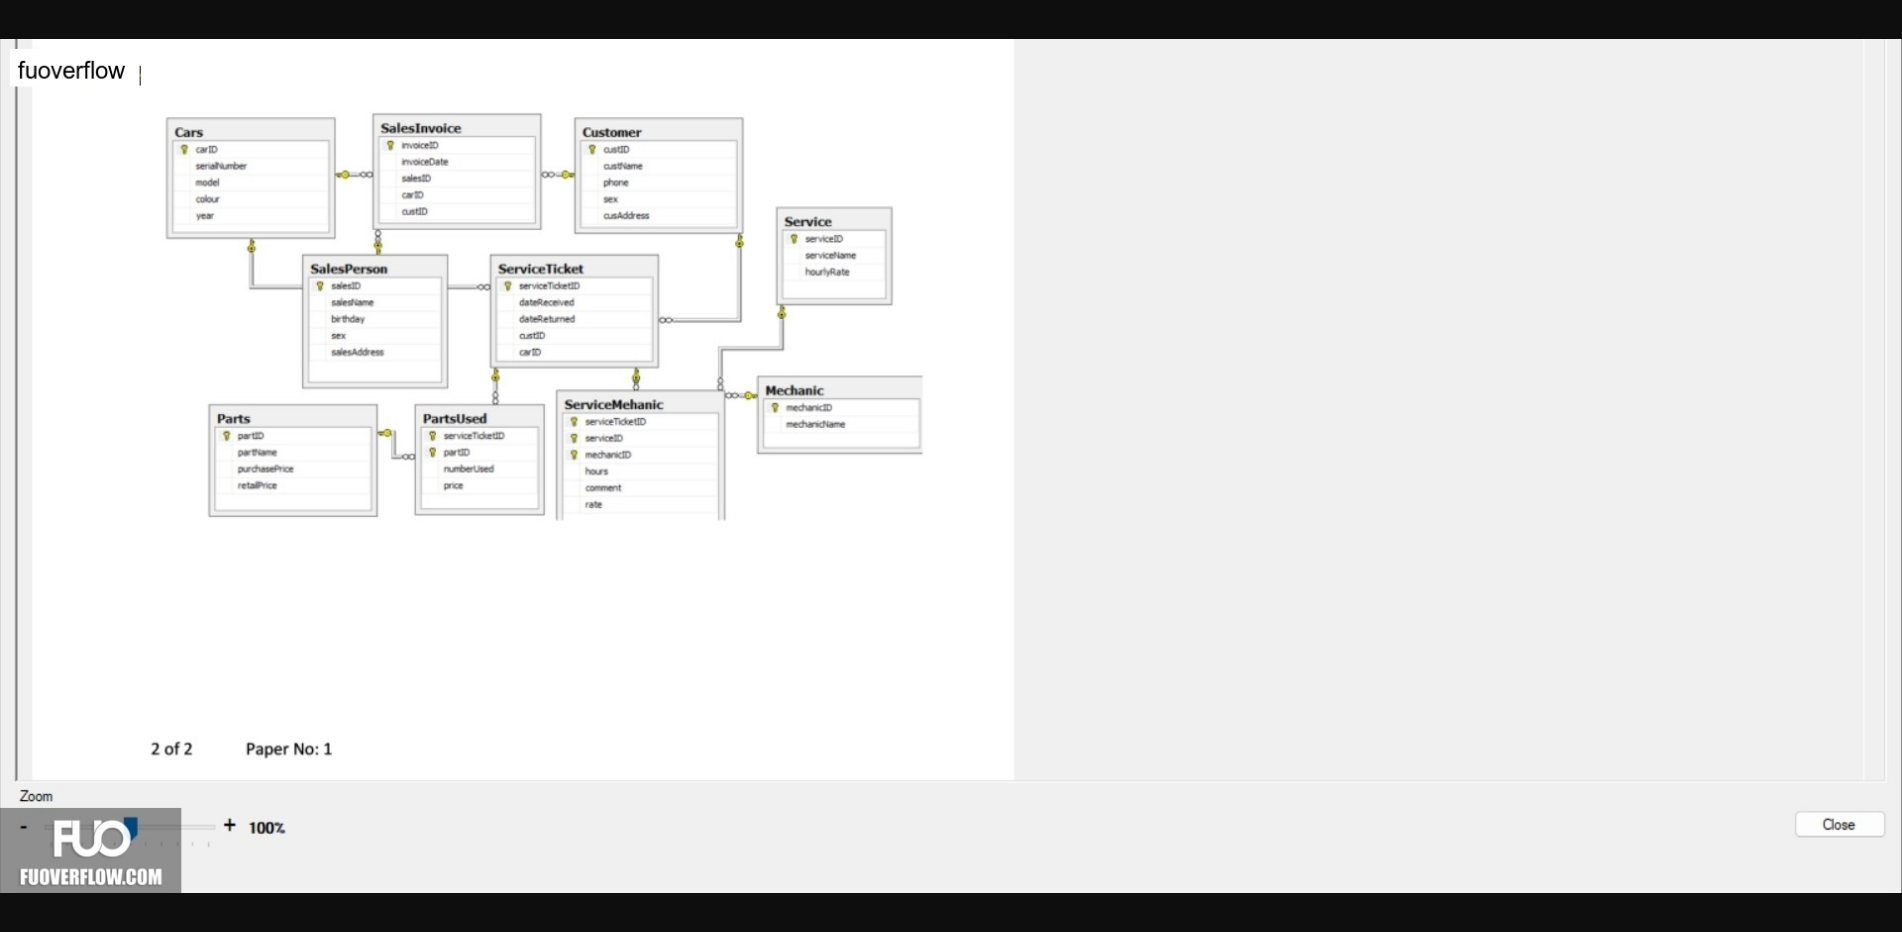 fuoverflow
Cars
carID
serialNumber
model
colour
year
SalesInvoice
invoiceID
invoiceDate
salesID
carID
custID
Customer
custID
custName
phone
sex
cusAddress
Service
serviceID
serviceName
hourlyRate
SalesPerson
salesID
salesName
birthday
sex
salesAddress
ServiceTicket
serviceTicketID
dateReceived
dateReturned
custID
carID
Parts
partID
partName
purchasePrice
retailPrice
PartsUsed
serviceTicketID
partID
numberUsed
price
ServiceMehanic
serviceTicketID
serviceID
mechanicID
hours
comment
rate
Mechanic
mechanicID
mechanicName
2 of 2 Paper No: 1
Zoom
- + 100%
Close
FUO
FUOVERFLOW.COM